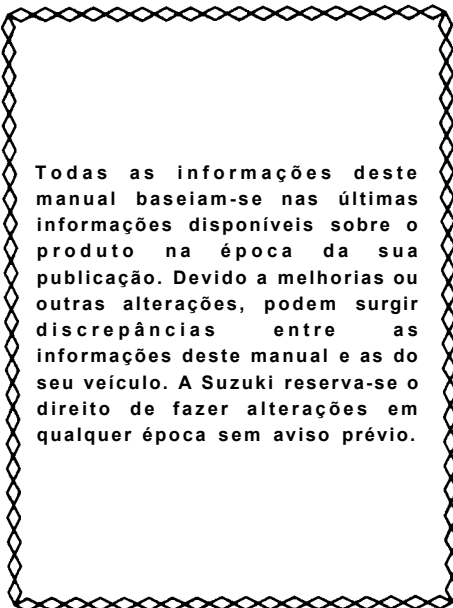 Todas as informações deste
manual baseiam-se nas últimas
informações disponíveis sobre o
produto na época da sua
publicação. Devido a melhorias ou
outras alterações, podem surgir
discrepâncias entre as
informações deste manual e as do
seu veículo. A Suzuki reserva-se o
direito de fazer alterações em
qualquer época sem aviso prévio.